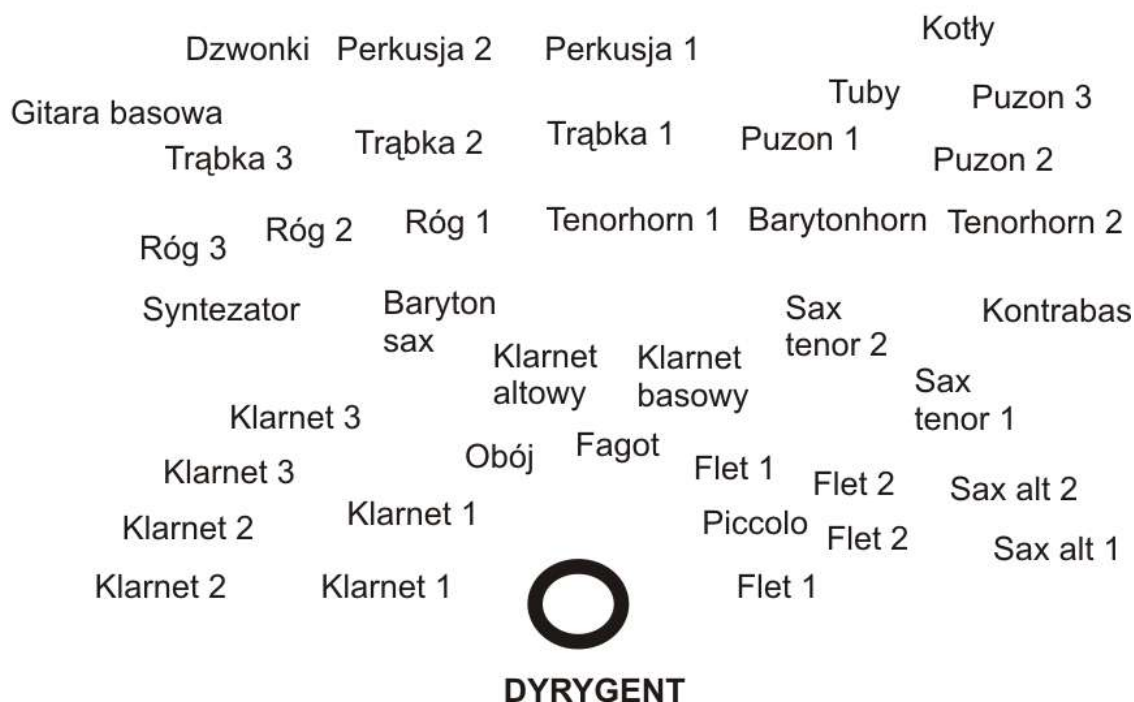 Kotły
Dzwonki Perkusja 2 Perkusja 1
Tuby Puzon 3
Gitara basowa
Trąbka 3 Trąbka 2 Trąbka 1 Puzon 1 Puzon 2
Róg 3 Róg 2 Róg 1 Tenorhorn 1 Barytonhorn Tenorhorn 2
Syntezator Baryton Sax Kontrabas
sax tenor 2
Klarnet Klarnet
altowy basowy
Sax
tenor 1
Klarnet 3
Obój Fagot
Klarnet 3 Flet 1 Flet 2 Sax alt 2
Klarnet 2 Klarnet 1 Piccolo Flet 2 Sax alt 1
Klarnet 2 Klarnet 1 Flet 1
DYRYGENT